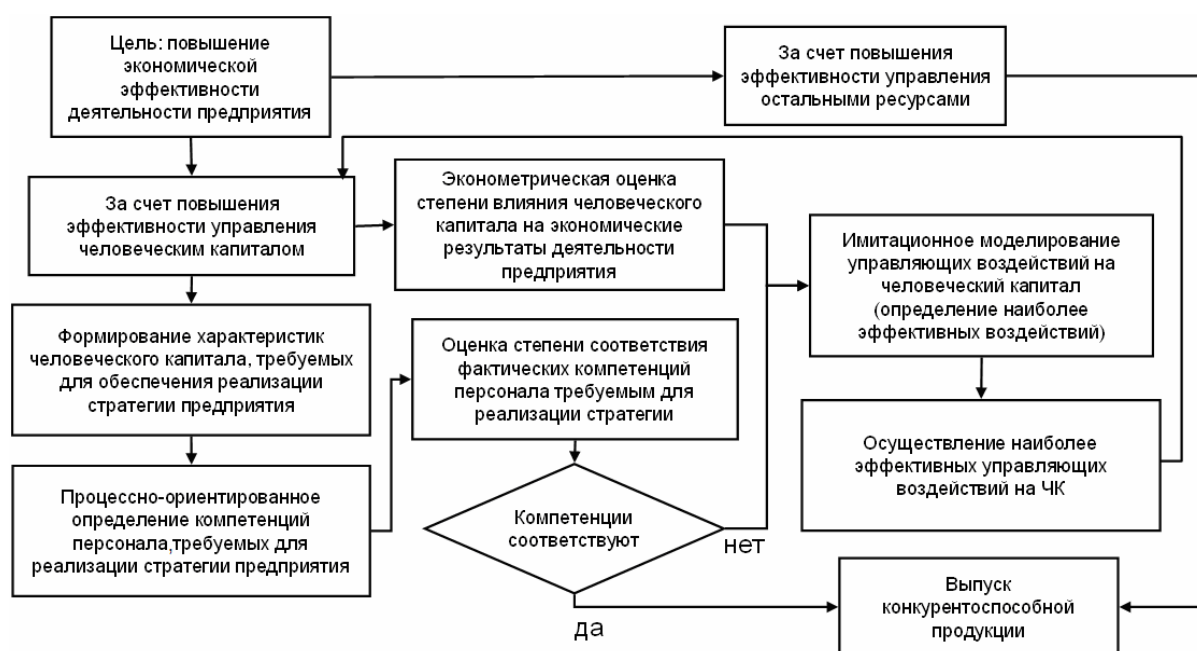 Цель: повышение
экономической
эффективности
деятельности предприятия
За счет повышения
эффективности управления
остальными ресурсами
За счет повышения
эффективности управления
человеческим капиталом
Эконометрическая оценка
степени влияния человеческого
капитала на экономические
результаты деятельности
предприятия
Имитационное моделирование
управляющих воздействий на
человеческий капитал
(определение наиболее
эффективных воздействий)
Формирование характеристик
человеческого капитала, требуемых
для обеспечения реализации
стратегии предприятия
Оценка степени соответствия
фактических компетенций
персонала требуемым для
реализации стратегии
Осуществление наиболее
эффективных управляющих
воздействий на ЧК
Процессно-ориентированное
определение компетенций
персонала,требуемых для
реализации стратегии предприятия
Компетенции
соответствуют
нет
да
Выпуск
конкурентоспособной
продукции